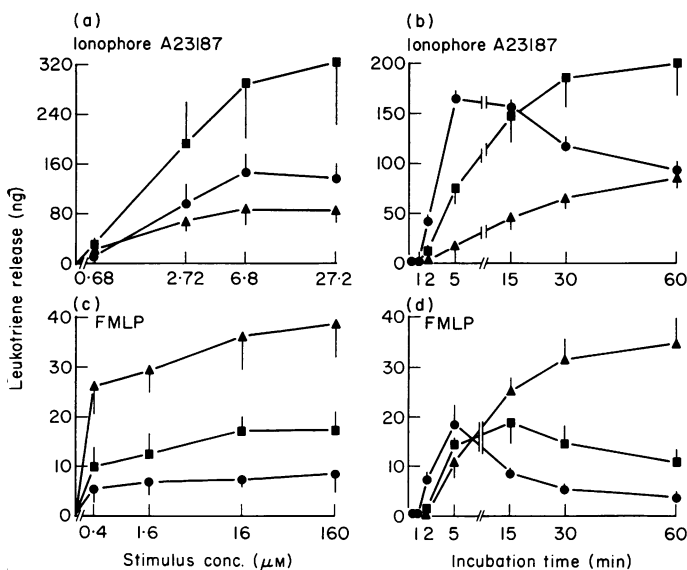 (a)
Ionophore A23187
320
240
160
80
0
0·68 2·72 6·8 27·2
(b)
Ionophore A23187
200
150
100
50
0
1 2 5 15 30 60
(c)
FMLP
40
30
20
10
0
0·4 1·6 16 160
Stimulus conc. (μM)
(d)
FMLP
40
30
20
10
0
1 2 5 15 30 60
Incubation time (min)
Leukotriene release (ng)